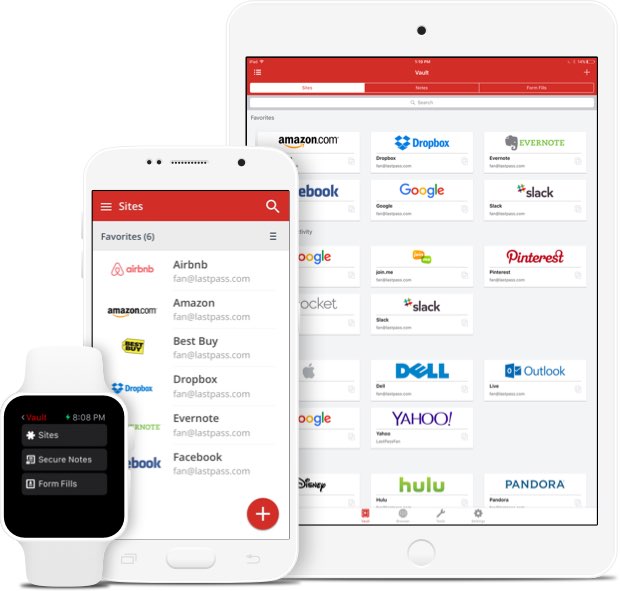 iPad
1:19 PM
14%
Vault
Sites
Notes
Form Fills
Search
Favorites
amazon.com
Dropbox
EVERNOTE
Dropbox
fan@lastpass.com
Evernote
fan@lastpass.com
ebook
Google
slack
Google
fan@lastpass.com
Slack
fan@lastpass.com
tivity
oogle
join me
Pinterest
join.me
fan@lastpass.com
Pinterest
fan@lastpass.com
ocket
slack
Slack
fan@lastpass.com
DELL
Outlook
Dell
fan@lastpass.com
Live
fan@lastpass.com
oogle
YAHOO!
Yahoo
LastPassFan
Disney
hulu
PANDORA
Hulu
fan@lastpass.com
Pandora
fan@lastpass.com
Vault
Browser
Tools
Settings
Sites
Favorites (6)
airbnb
Airbnb
fan@lastpass.com
amazon.com
Amazon
fan@lastpass.com
BEST BUY
Best Buy
fan@lastpass.com
Dropbox
Dropbox
fan@lastpass.com
ERNOTE
Evernote
fan@lastpass.com
ebook
Facebook
fan@lastpass.com
Vault
8:08 PM
Sites
Secure Notes
Form Fills